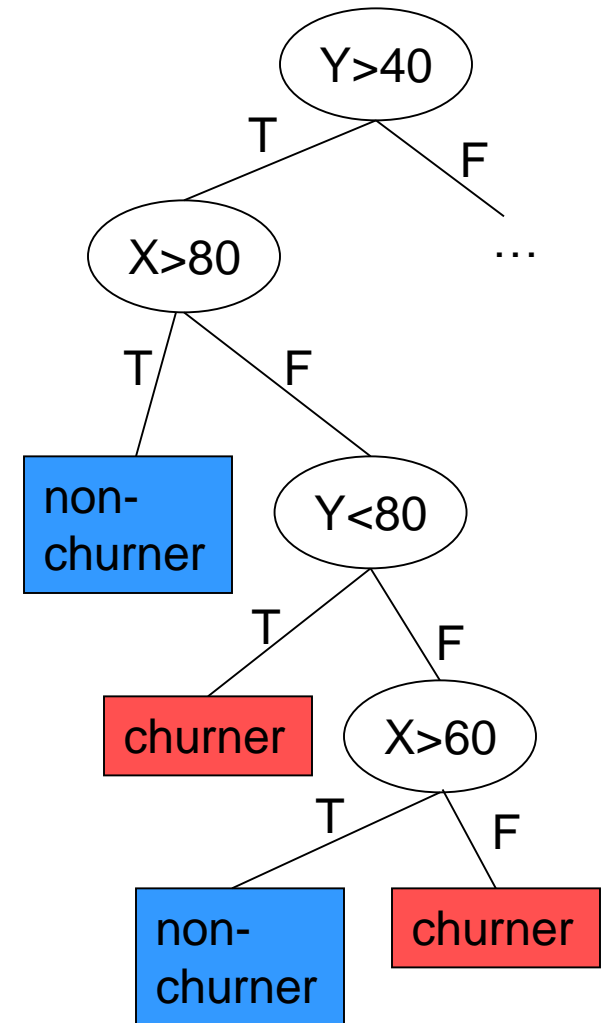 Y>40
T
F
X>80
…
T
F
non-
churner
Y<80
T
F
churner
X>60
T
F
non-
churner
churner